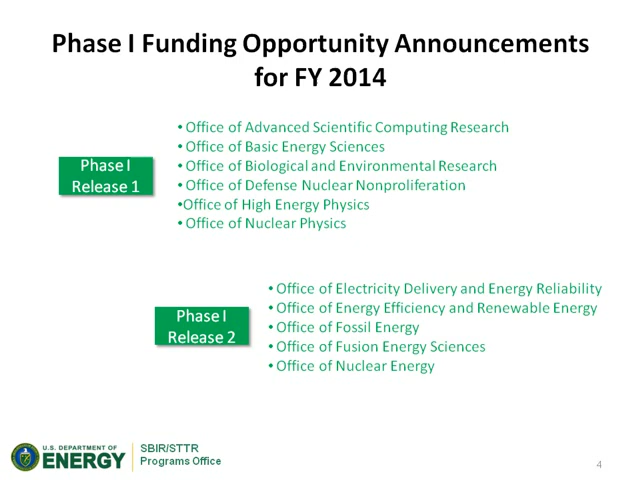 Phase I Funding Opportunity Announcements
for FY 2014
Phase I
Release 1
• Office of Advanced Scientific Computing Research
• Office of Basic Energy Sciences
• Office of Biological and Environmental Research
• Office of Defense Nuclear Nonproliferation
•Office of High Energy Physics
• Office of Nuclear Physics
Phase I
Release 2
• Office of Electricity Delivery and Energy Reliability
• Office of Energy Efficiency and Renewable Energy
• Office of Fossil Energy
• Office of Fusion Energy Sciences
• Office of Nuclear Energy
U.S. DEPARTMENT OF
ENERGY
SBIR/STTR
Programs Office
4